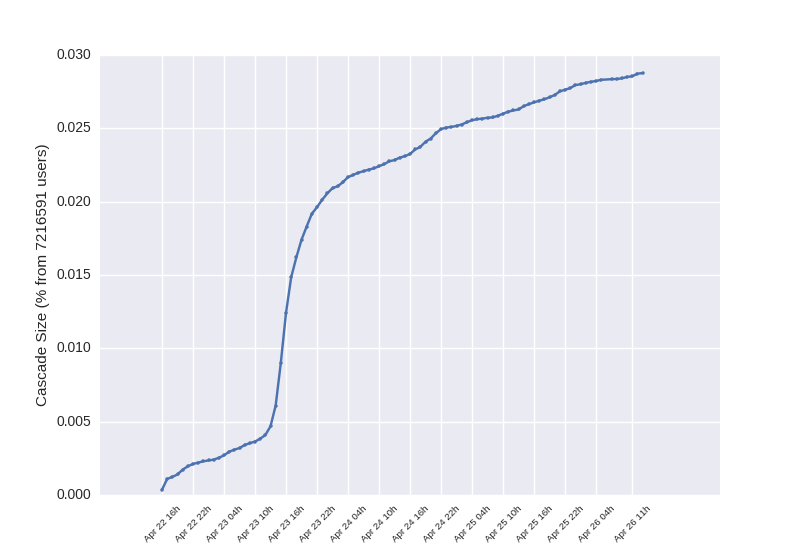 0.030
0.025
0.020
0.015
0.010
0.005
0.000
Cascade Size (% from 7216591 users)
Apr 22 16h
Apr 22 22h
Apr 23 04h
Apr 23 10h
Apr 23 16h
Apr 23 22h
Apr 24 04h
Apr 24 10h
Apr 24 16h
Apr 24 22h
Apr 25 04h
Apr 25 10h
Apr 25 16h
Apr 25 22h
Apr 26 04h
Apr 26 11h